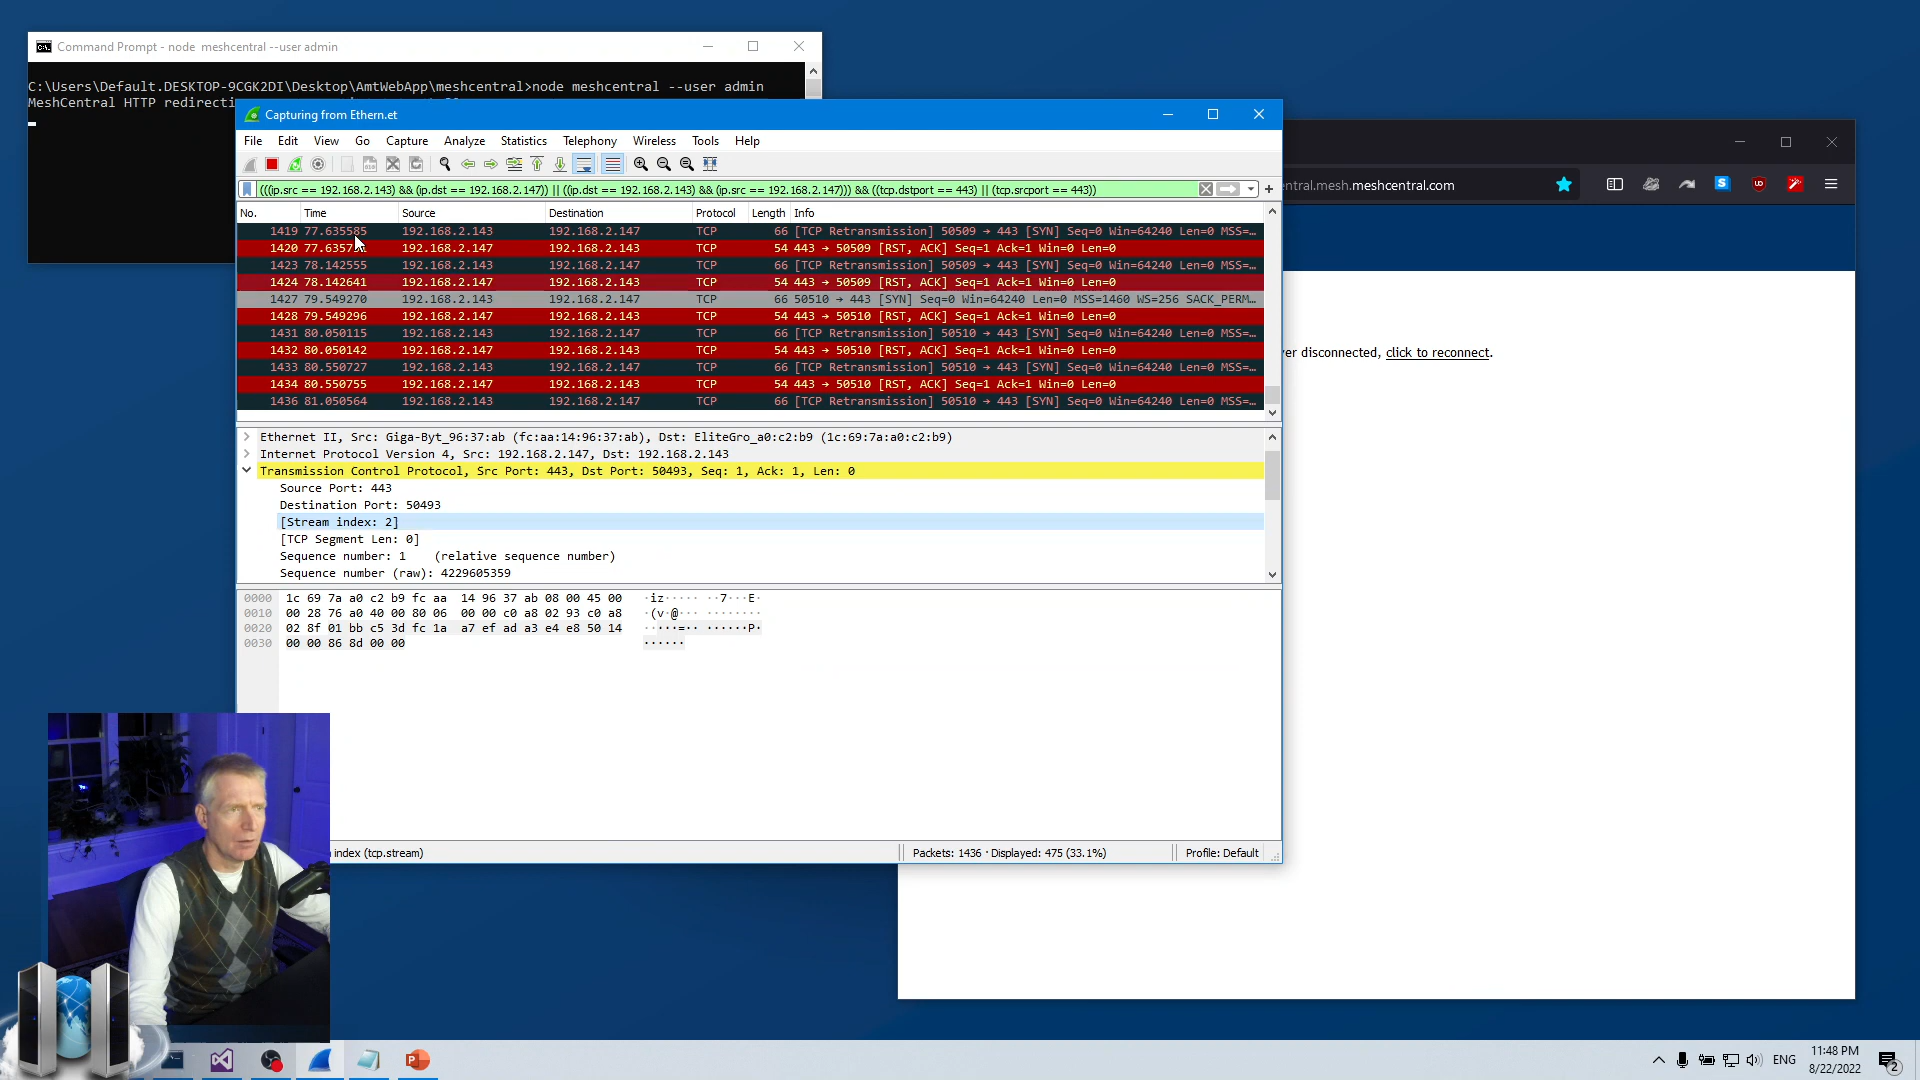 Command Prompt - node  meshcentral --user admin
C:\Users\Default.DESKTOP-9CGK2DI\Desktop\AmtWebApp\meshcentral>node meshcentral --user admin
MeshCentral HTTP redirecti
Capturing from Ethern.et
File Edit View Go Capture Analyze Statistics Telephony Wireless Tools Help
(((ip.src == 192.168.2.143) && (ip.dst == 192.168.2.147)) || ((ip.dst == 192.168.2.143) && (ip.src == 192.168.2.147))) && ((tcp.dstport == 443) || (tcp.srcport == 443))
entral.mesh.meshcentral.com
No. Time Source Destination Protocol Length Info
1419 77.635585 192.168.2.143 192.168.2.147 TCP 66 [TCP Retransmission] 50509 → 443 [SYN] Seq=0 Win=64240 Len=0 MSS=…
1420 192.168.2.147 192.168.2.143 TCP 54 443 → 50509 [RST, ACK] Seq=1 Ack=1 Win=0 Len=0
1423 78.142555 192.168.2.143 192.168.2.147 TCP 66 [TCP Retransmission] 50509 → 443 [SYN] Seq=0 Win=64240 Len=0 MSS=…
1424 78.142641 192.168.2.147 192.168.2.143 TCP 54 443 → 50509 [RST, ACK] Seq=1 Ack=1 Win=0 Len=0
1427 79.549270 192.168.2.143 192.168.2.147 TCP 66 50510 → 443 [SYN] Seq=0 Win=64240 Len=0 MSS=1460 WS=256 SACK_PERM…
1428 79.549296 192.168.2.147 192.168.2.143 TCP 54 443 → 50510 [RST, ACK] Seq=1 Ack=1 Win=0 Len=0
1431 80.050115 192.168.2.143 192.168.2.147 TCP 66 [TCP Retransmission] 50510 → 443 [SYN] Seq=0 Win=64240 Len=0 MSS=…
1432 80.050142 192.168.2.147 192.168.2.143 TCP 54 443 → 50510 [RST, ACK] Seq=1 Ack=1 Win=0 Len=0
1433 80.550727 192.168.2.143 192.168.2.147 TCP 66 [TCP Retransmission] 50510 → 443 [SYN] Seq=0 Win=64240 Len=0 MSS=…
1434 80.550755 192.168.2.147 192.168.2.143 TCP 54 443 → 50510 [RST, ACK] Seq=1 Ack=1 Win=0 Len=0
1436 81.050564 192.168.2.143 192.168.2.147 TCP 66 [TCP Retransmission] 50510 → 443 [SYN] Seq=0 Win=64240 Len=0 MSS=…
er disconnected, click to reconnect.
Ethernet II, Src: Giga-Byt_96:37:ab (fc:aa:14:96:37:ab), Dst: EliteGro_a0:c2:b9 (1c:69:7a:a0:c2:b9)
Internet Protocol Version 4, Src: 192.168.2.147, Dst: 192.168.2.143
Transmission Control Protocol, Src Port: 443, Dst Port: 50493, Seq: 1, Ack: 1, Len: 0
Source Port: 443
Destination Port: 50493
[Stream index: 2]
[TCP Segment Len: 0]
Sequence number: 1    (relative sequence number)
Sequence number (raw): 4229605359
0000 1c 69 7a a0 c2 b9 fc aa 14 96 37 ab 08 00 45 00 ·iz····· ··7···E·
0010 00 28 76 a0 40 00 80 06 00 00 c0 a8 02 93 c0 a8 ·(v·@··· ········
0020 02 8f 01 bb c5 3d fc 1a a7 ef ad a3 e4 e8 50 14 ·····=·· ······P·
0030 00 00 86 8d 00 00 ······
index (tcp.stream)
Packets: 1436 · Displayed: 475 (33.1%)
Profile: Default
ENG
11:48 PM
8/22/2022
2